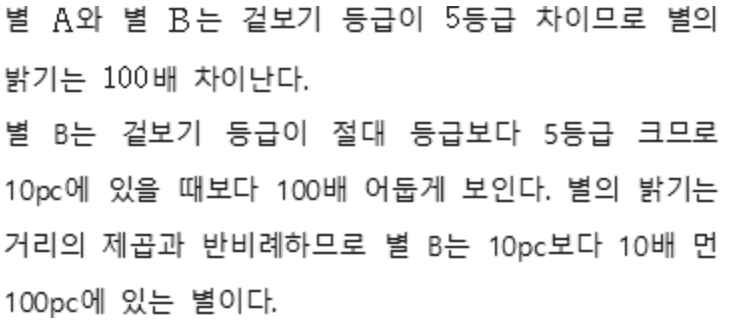 별 A와 별 B는 겉보기 등급이 5등급 차이므로 별의
밝기는 100배 차이난다.
별 B는 겉보기 등급이 절대 등급보다 5등급 크므로
10pc에 있을 때보다 100배 어둡게 보인다. 별의 밝기는
거리의 제곱과 반비례하므로 별 B는 10pc보다 10배 먼
100pc에 있는 별이다.